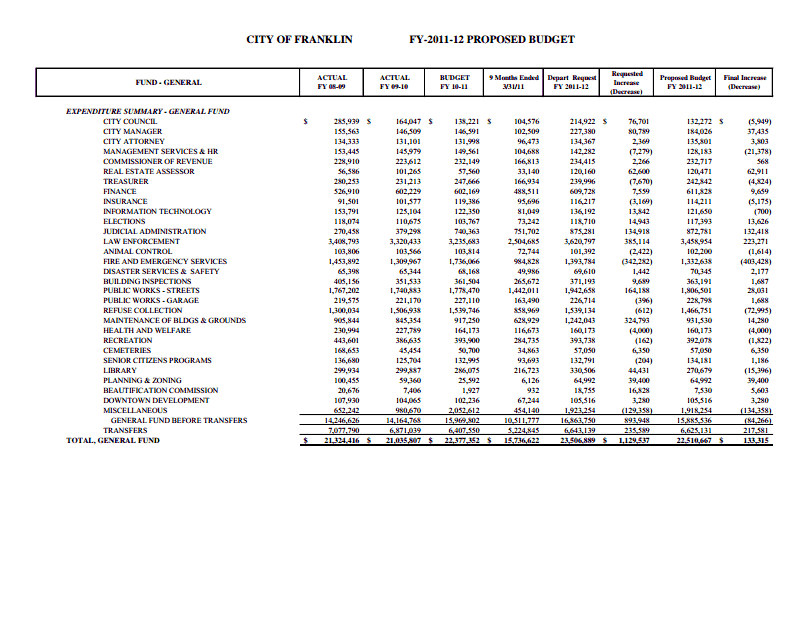 CITY OF FRANKLIN FY-2011-12 PROPOSED BUDGET
FUND - GENERAL ACTUAL FY 08-09 ACTUAL FY 09-10 BUDGET FY 10-11 9 Months Ended 3/31/11 Depart Request FY 2011-12 Requested Increase (Decrease) Proposed Budget FY 2011-12 Final Increase (Decrease)
EXPENDITURE SUMMARY - GENERAL FUND
CITY COUNCIL $ 285,939 $ 164,047 $ 138,221 $ 104,576 214,922 $ 76,701 132,272 $ (5,949)
CITY MANAGER 155,563 146,509 146,591 102,509 227,380 80,789 184,026 37,435
CITY ATTORNEY 134,333 131,131 131,998 96,473 134,367 2,369 135,801 3,803
MANAGEMENT SERVICES & HR 153,445 145,979 149,561 104,688 142,282 (7,279) 128,183 (21,378)
COMMISSIONER OF REVENUE 228,910 223,612 232,149 166,813 234,415 2,266 232,717 568
REAL ESTATE ASSESSOR 56,586 101,265 57,560 33,140 120,160 62,600 120,471 62,911
TREASURER 280,253 231,213 247,666 166,934 239,996 (7,670) 242,842 (4,824)
FINANCE 526,910 602,229 602,169 488,511 609,728 7,559 611,828 9,659
INSURANCE 91,501 101,577 119,386 95,696 116,217 (3,169) 114,211 (5,175)
INFORMATION TECHNOLOGY 153,791 125,104 122,350 81,049 136,192 13,842 121,650 (700)
ELECTIONS 118,074 110,675 103,767 73,242 118,710 14,943 117,393 13,626
JUDICIAL ADMINISTRATION 270,458 379,298 740,363 751,702 875,281 134,918 872,781 132,418
LAW ENFORCEMENT 3,408,793 3,320,433 3,235,683 2,504,685 3,620,797 385,114 3,458,954 223,271
ANIMAL CONTROL 103,806 103,566 103,814 72,744 101,392 (2,422) 102,200 (1,614)
FIRE AND EMERGENCY SERVICES 1,453,892 1,309,967 1,736,066 984,828 1,393,784 (342,282) 1,332,638 (403,428)
DISASTER SERVICES & SAFETY 65,398 65,344 68,168 49,986 69,610 1,442 70,345 2,177
BUILDING INSPECTIONS 405,156 351,533 361,504 265,672 371,193 9,689 363,191 1,687
PUBLIC WORKS - STREETS 1,767,202 1,740,883 1,778,470 1,442,011 1,942,658 164,188 1,806,501 28,031
PUBLIC WORKS - GARAGE 219,575 221,170 227,110 163,490 226,714 (396) 228,798 1,688
REFUSE COLLECTION 1,300,034 1,506,938 1,539,746 858,969 1,539,134 (612) 1,466,751 (72,995)
MAINTENANCE OF BLDGS & GROUNDS 905,844 845,354 917,250 628,929 1,242,043 324,793 931,530 14,280
HEALTH AND WELFARE 230,994 227,789 164,173 116,673 160,173 (4,000) 160,173 (4,000)
RECREATION 443,601 386,635 393,900 284,735 393,738 (162) 392,078 (1,822)
CEMETERIES 168,653 45,454 50,700 34,863 57,050 6,350 57,050 6,350
SENIOR CITIZENS PROGRAMS 136,680 125,704 132,995 93,693 132,791 (204) 134,181 1,186
LIBRARY 299,934 299,887 286,075 216,723 330,506 44,431 270,679 (15,396)
PLANNING & ZONING 100,455 59,360 25,592 6,126 64,992 39,400 64,992 39,400
BEAUTIFICATION COMMISSION 20,676 7,406 1,927 932 18,755 16,828 7,530 5,603
DOWNTOWN DEVELOPMENT 107,930 104,065 102,236 67,244 105,516 3,280 105,516 3,280
MISCELLANEOUS 652,242 980,670 2,052,612 454,140 1,923,254 (129,358) 1,918,254 (134,358)
GENERAL FUND BEFORE TRANSFERS 14,246,626 14,164,768 15,969,802 10,511,777 16,863,750 893,948 15,885,536 (84,266)
TRANSFERS 7,077,790 6,871,039 6,407,550 5,224,845 6,643,139 235,589 6,625,131 217,581
TOTAL, GENERAL FUND $ 21,324,416 $ 21,035,807 $ 22,377,352 $ 15,736,622 23,506,889 $ 1,129,537 22,510,667 $ 133,315